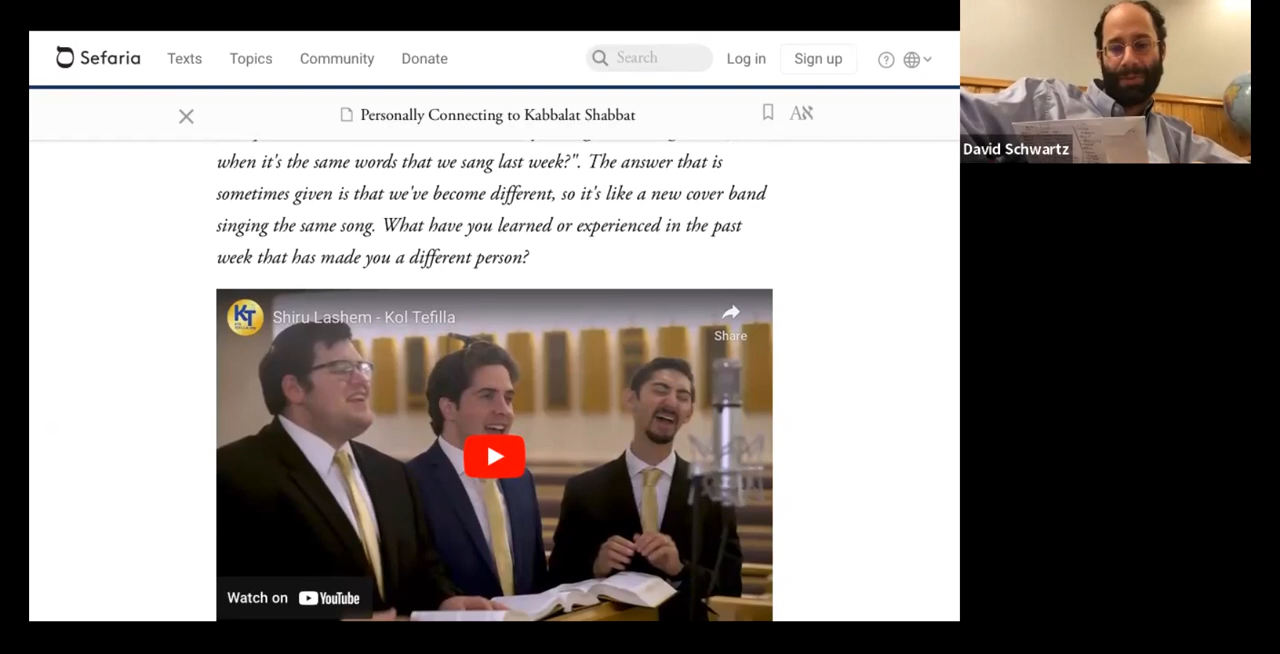 Sefaria Texts Topics Community Donate Search Log in Sign up
Personally Connecting to Kabbalat Shabbat Aא
when it's the same words that we sang last week?". The answer that is
sometimes given is that we've become different, so it's like a new cover band
singing the same song. What have you learned or experienced in the past
week that has made you a different person?
KT Shiru Lashem - Kol Tefilla
Share
Watch on YouTube
David Schwartz